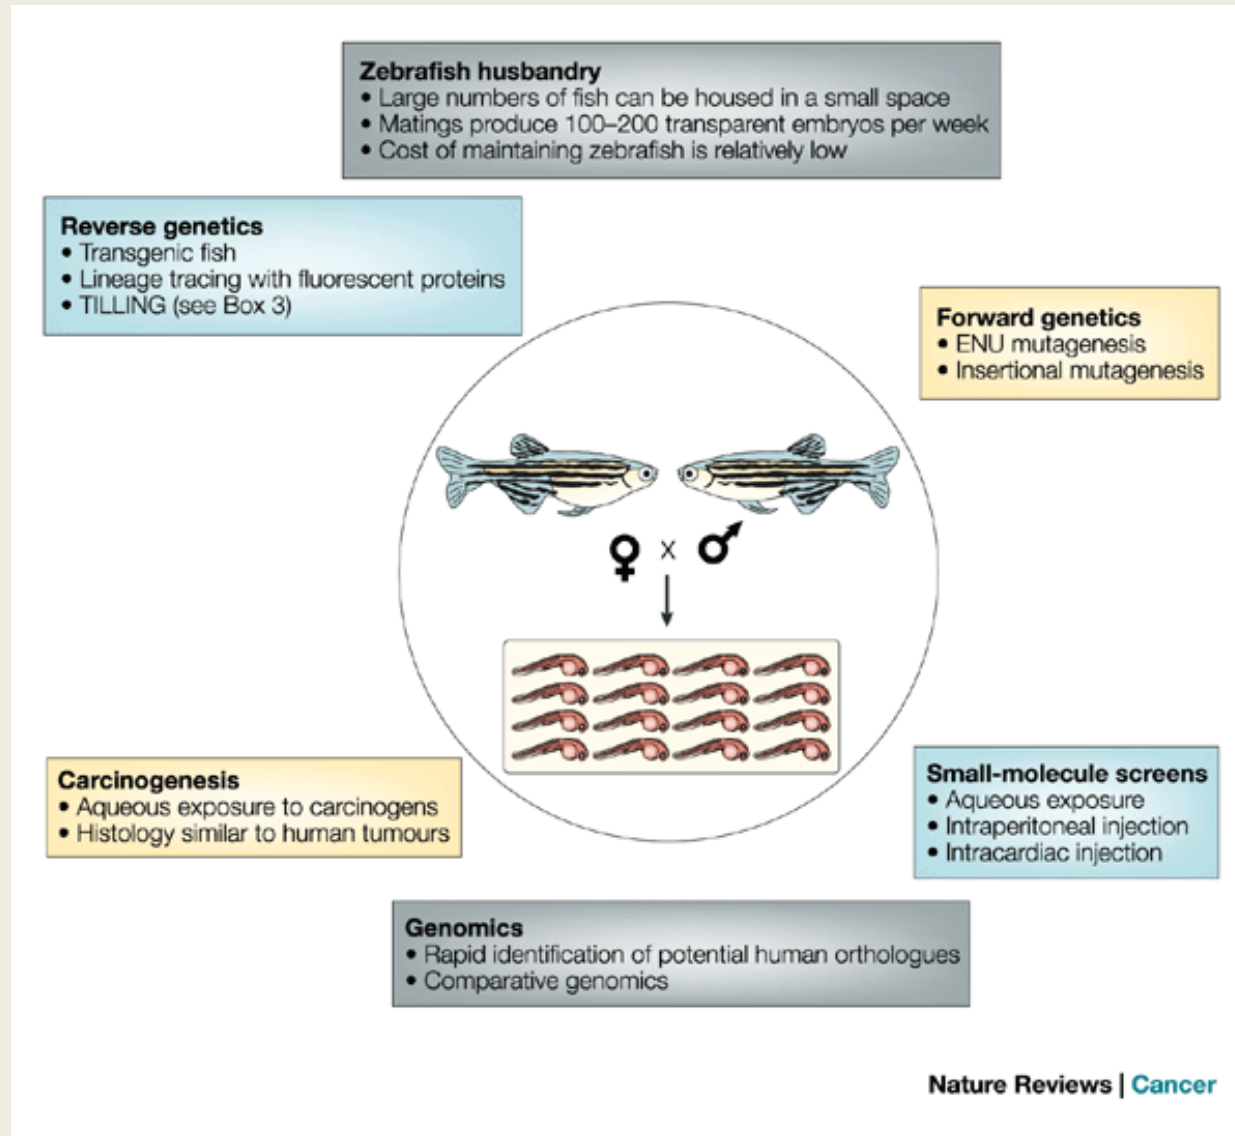 Zebrafish husbandry
• Large numbers of fish can be housed in a small space
• Matings produce 100–200 transparent embryos per week
• Cost of maintaining zebrafish is relatively low
Reverse genetics
• Transgenic fish
• Lineage tracing with fluorescent proteins
• TILLING (see Box 3)
Forward genetics
• ENU mutagenesis
• Insertional mutagenesis
♀ x ♂
Carcinogenesis
• Aqueous exposure to carcinogens
• Histology similar to human tumours
Small-molecule screens
• Aqueous exposure
• Intraperitoneal injection
• Intracardiac injection
Genomics
• Rapid identification of potential human orthologues
• Comparative genomics
Nature Reviews | Cancer